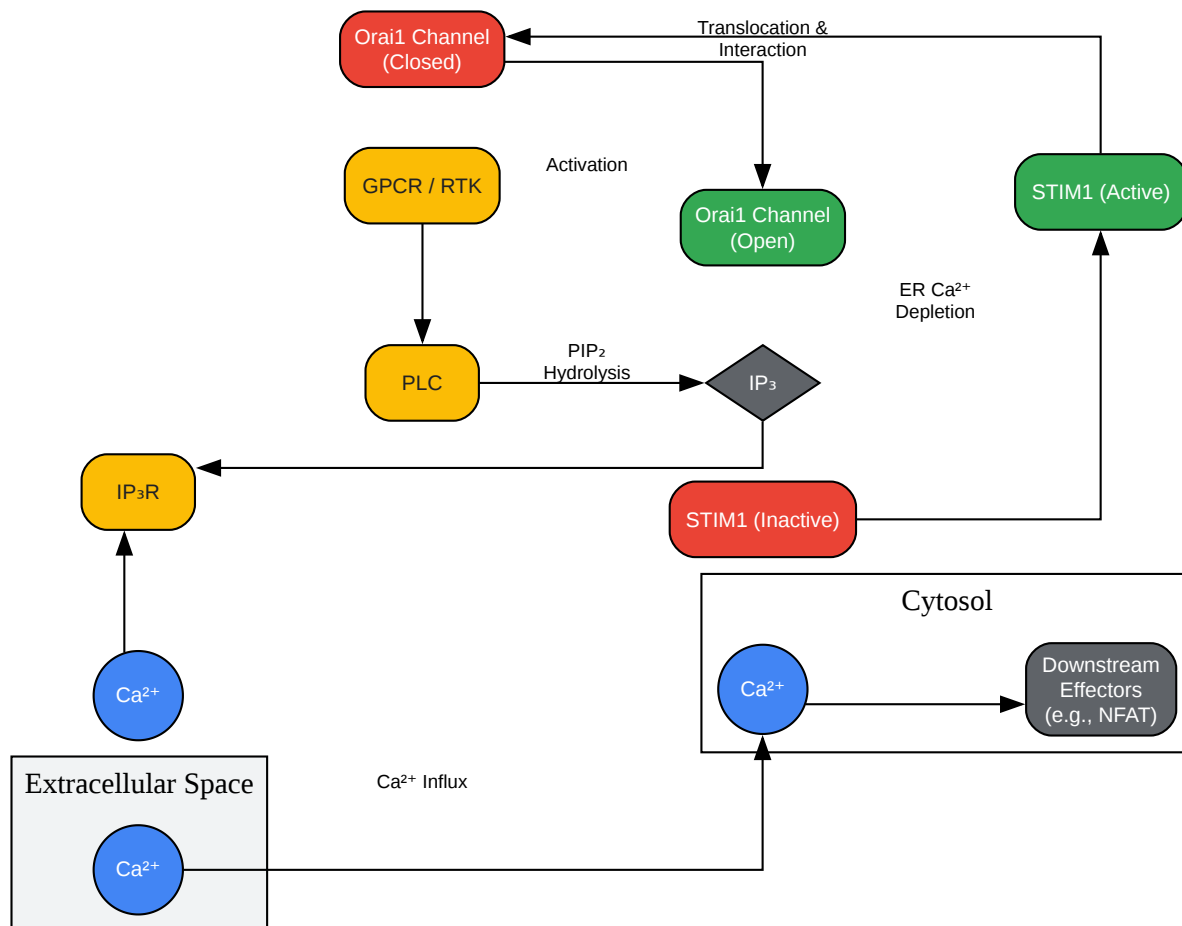 Orai1 Channel
(Closed)
Translocation &
Interaction
GPCR / RTK
Activation
STIM1 (Active)
Orai1 Channel
(Open)
ER Ca²⁺
Depletion
PLC
PIP₂
Hydrolysis
IP₃
IP₃R
STIM1 (Inactive)
Cytosol
Ca²⁺
Ca²⁺
Downstream
Effectors
(e.g., NFAT)
Extracellular Space
Ca²⁺ Influx
Ca²⁺